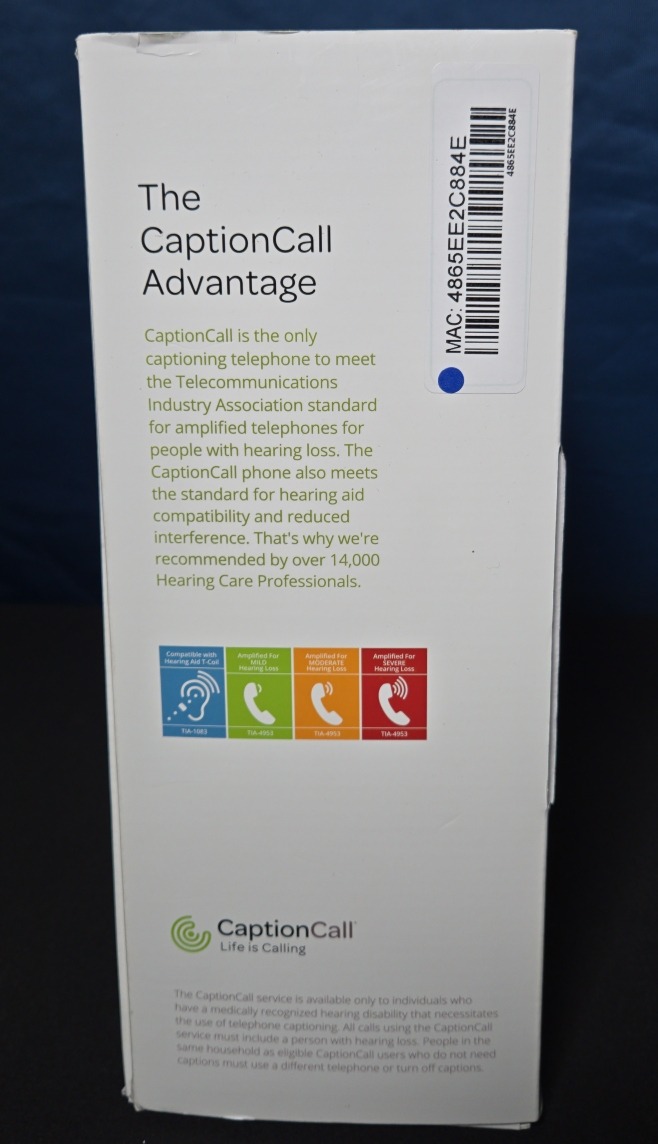 The
CaptionCall
Advantage
CaptionCall is the only
captioning telephone to meet
the Telecommunications
Industry Association standard
for amplified telephones for
people with hearing loss. The
CaptionCall phone also meets
the standard for hearing aid
compatibility and reduced
interference. That's why we're
recommended by over 14,000
Hearing Care Professionals.
MAC: 4865EE2C884E
4865EE2C884E
Compatible with
Hearing Aid T-Coil
TIA-1083
Amplified For
MILD
Hearing Loss
TIA-4953
Amplified For
MODERATE
Hearing Loss
TIA-4953
Amplified For
SEVERE
Hearing Loss
TIA-4953
CaptionCall
Life is Calling
The CaptionCall service is available only to individuals who
have a medically recognized hearing disability that necessitates
the use of telephone captioning. All calls using the CaptionCall
service must include a person with hearing loss. People in the
same household as eligible CaptionCall users who do not need
captions must use a different telephone or turn off captions.